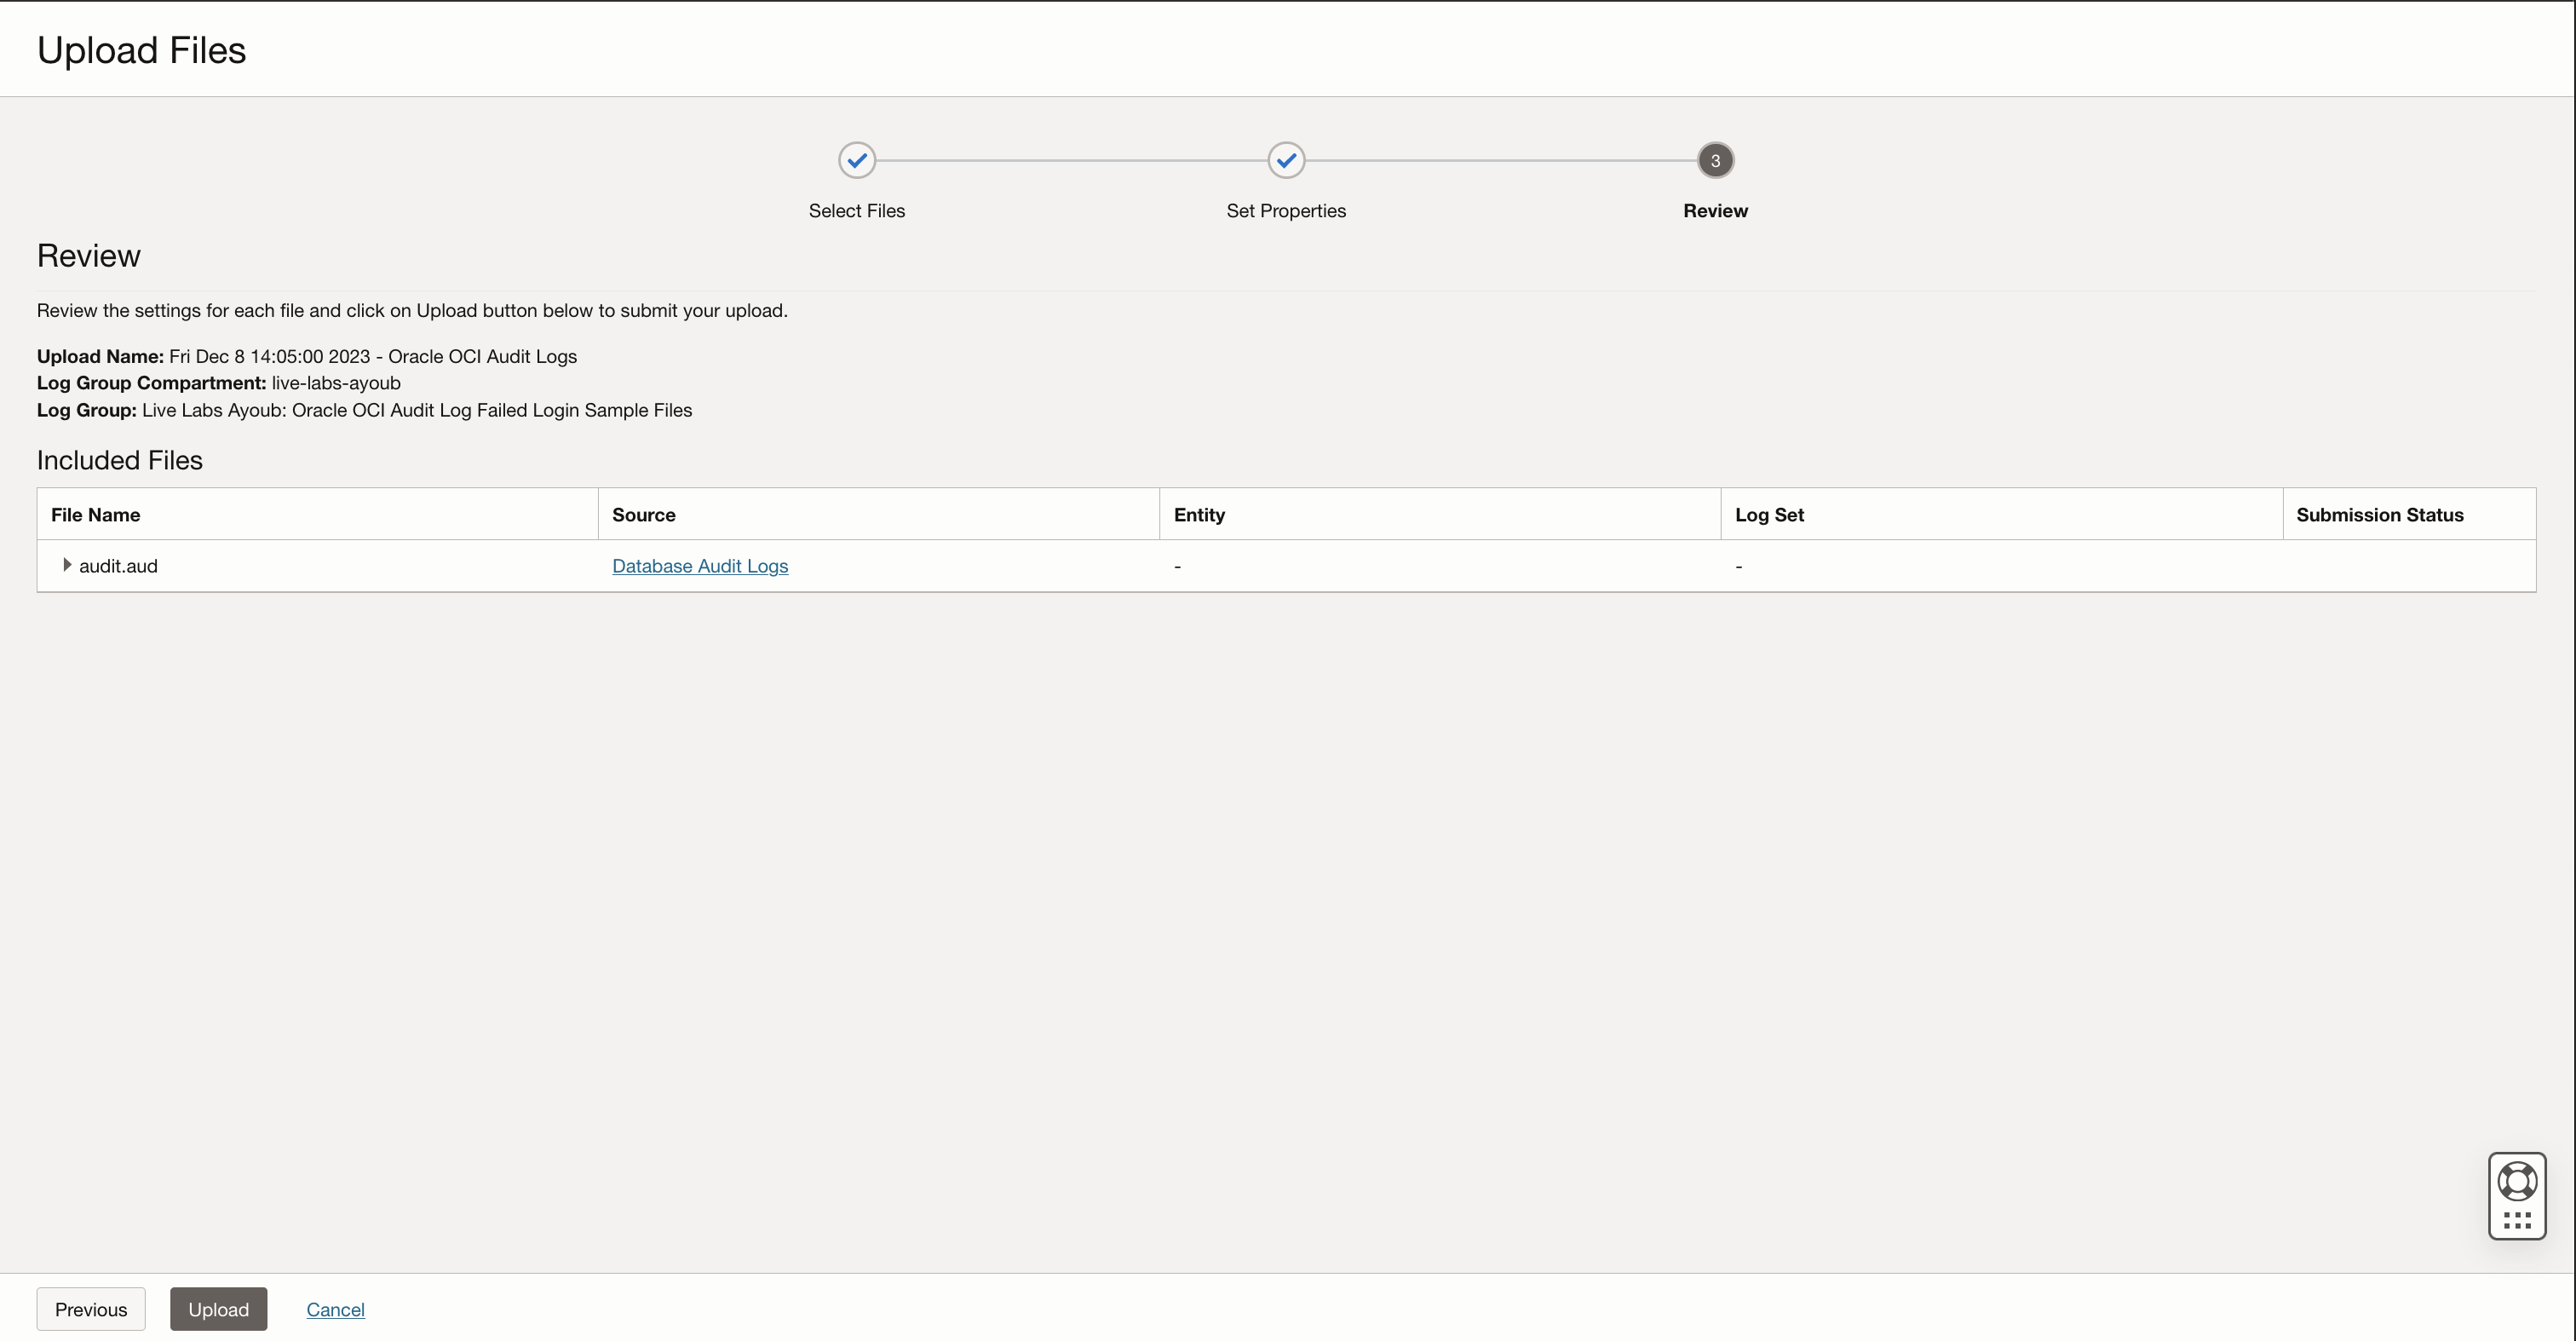 Upload Files
3
Select Files
Set Properties
Review
Review
Review the settings for each file and click on Upload button below to submit your upload.
Upload Name: Fri Dec 8 14:05:00 2023 - Oracle OCI Audit Logs
Log Group Compartment: live-labs-ayoub
Log Group: Live Labs Ayoub: Oracle OCI Audit Log Failed Login Sample Files
Included Files
File Name Source Entity Log Set Submission Status
audit.aud Database Audit Logs - -
Previous Upload Cancel